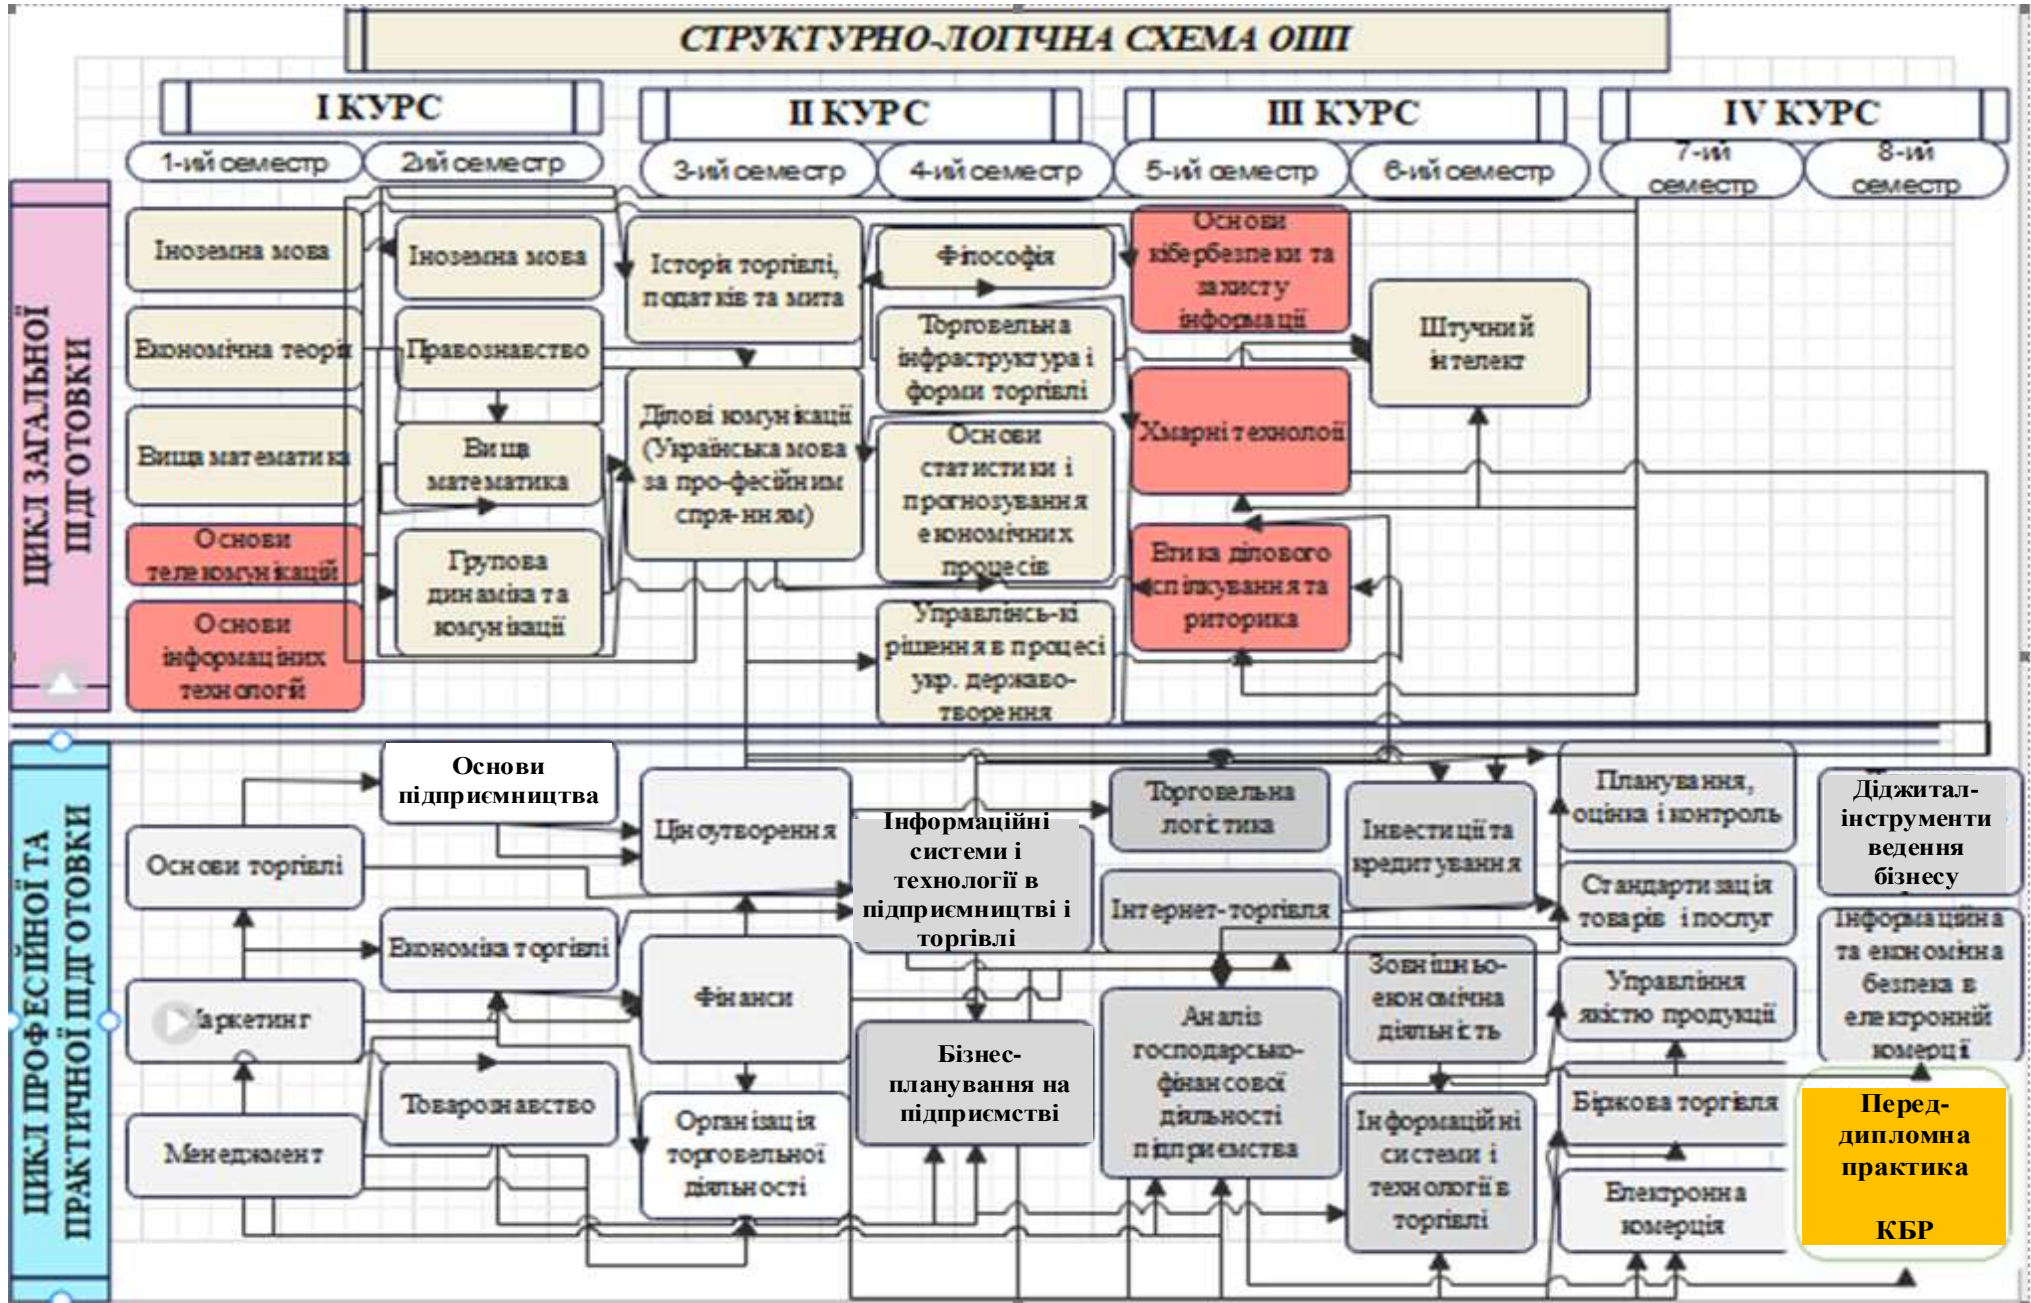 СТРУКТУРНО-ЛОГІЧНА СХЕМА ОПП
І КУРС
ІІ КУРС
ІІІ КУРС
IV КУРС
1-ий семестр
2ий семестр
3-ий семестр
4-ий семестр
5-ий семестр
6-ий семестр
7-ий
семестр
8-ий
семестр
ЦИКЛ ЗАГАЛЬНОЇ
ПІДГОТОВКИ
Іноземна мова
Економічна теорія
Вища математика
Основи
телекомунікацій
Основи
інформаціних
технологій
Іноземна мова
Правознавство
Вища
математика
Групова
динаміка та
комунікації
Історія торгівлі,
податків та мита
Ділові комунікації
(Українська мова
за про-фесійним
спря-нням)
Філософія
Торговельна
інфраструктура і
форми торгівлі
Основи
статистики і
прогнозування
економічних
процесів
Управлінсь-кі
рішення в процесі
укр. державо-
творення
Основи
кібербезпеки та
захисту
інформації
Хмарні технології
Етика ділового
спілкування та
риторика
Штучний
інтелект
ЦИКЛ ПРОФЕСІЙНОЇ ТА
ПРАКТИЧНОЇ ПІДГОТОВКИ
Основи торгівлі
Маркетинг
Менеджмент
Основи
підприємництва
Економіка торгівлі
Товарознавство
Ціноутворення
Фінанси
Організація
торговельної
діяльності
Інформаційні
системи і
технології в
підприємництві і
торгівлі
Бізнес-
планування на
підприємстві
Торговельна
логістика
Інтернет-торгівля
Аналіз
господарсько-
фінансової
діяльності
підприємства
Інвестиції та
кредитування
Зовнішньо-
економічна
діяльність
Інформаційні
системи і
технології в
торгівлі
Планування,
оцінка і контроль
Стандартизація
товарів і послуг
Управління
якістю продукції
Біржова торгівля
Електронна
комерція
Діджитал-
інструменти
ведення
бізнесу
Інформаційна
та економічна
безпека в
електронній
комерції
Перед-
дипломна
практика
КБР